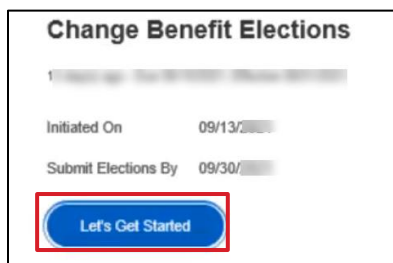 Change Benefit Elections
Initiated On 09/13/
Submit Elections By 09/30/
Let's Get Started